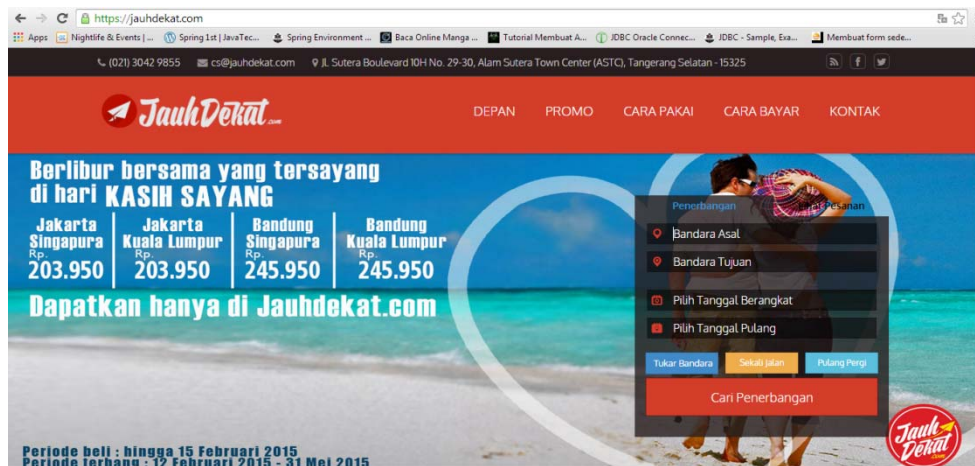 https://jauhdekat.com
Apps Nightlife & Events | ... Spring 1st | JavaTec... Spring Environment ... Baca Online Manga ... Tutorial Membuat A... JDBC Oracle Connec... JDBC - Sample, Exa... Membuat form sede...
(021) 3042 9855 cs@jauhdekat.com Jl. Sutera Boulevard 10H No. 29-30, Alam Sutera Town Center (ASTC), Tangerang Selatan - 15325
JauhDekat.com
DEPAN PROMO CARA PAKAI CARA BAYAR KONTAK
Berlibur bersama yang tersayang
di hari KASIH SAYANG
Jakarta
Singapura
Rp.
203.950
Jakarta
Kuala Lumpur
Rp.
203.950
Bandung
Singapura
Rp.
245.950
Bandung
Kuala Lumpur
Rp.
245.950
Dapatkan hanya di Jauhdekat.com
Periode beli : hingga 15 Februari 2015
Periode terbang : 12 Februari 2015 - 31 Mei 2015
Penerbangan Pesanan
Bandara Asal
Bandara Tujuan
Pilih Tanggal Berangkat
Pilih Tanggal Pulang
Tukar Bandara Sekali Jalan Pulang Pergi
Cari Penerbangan
Jauh
Dekat
.com